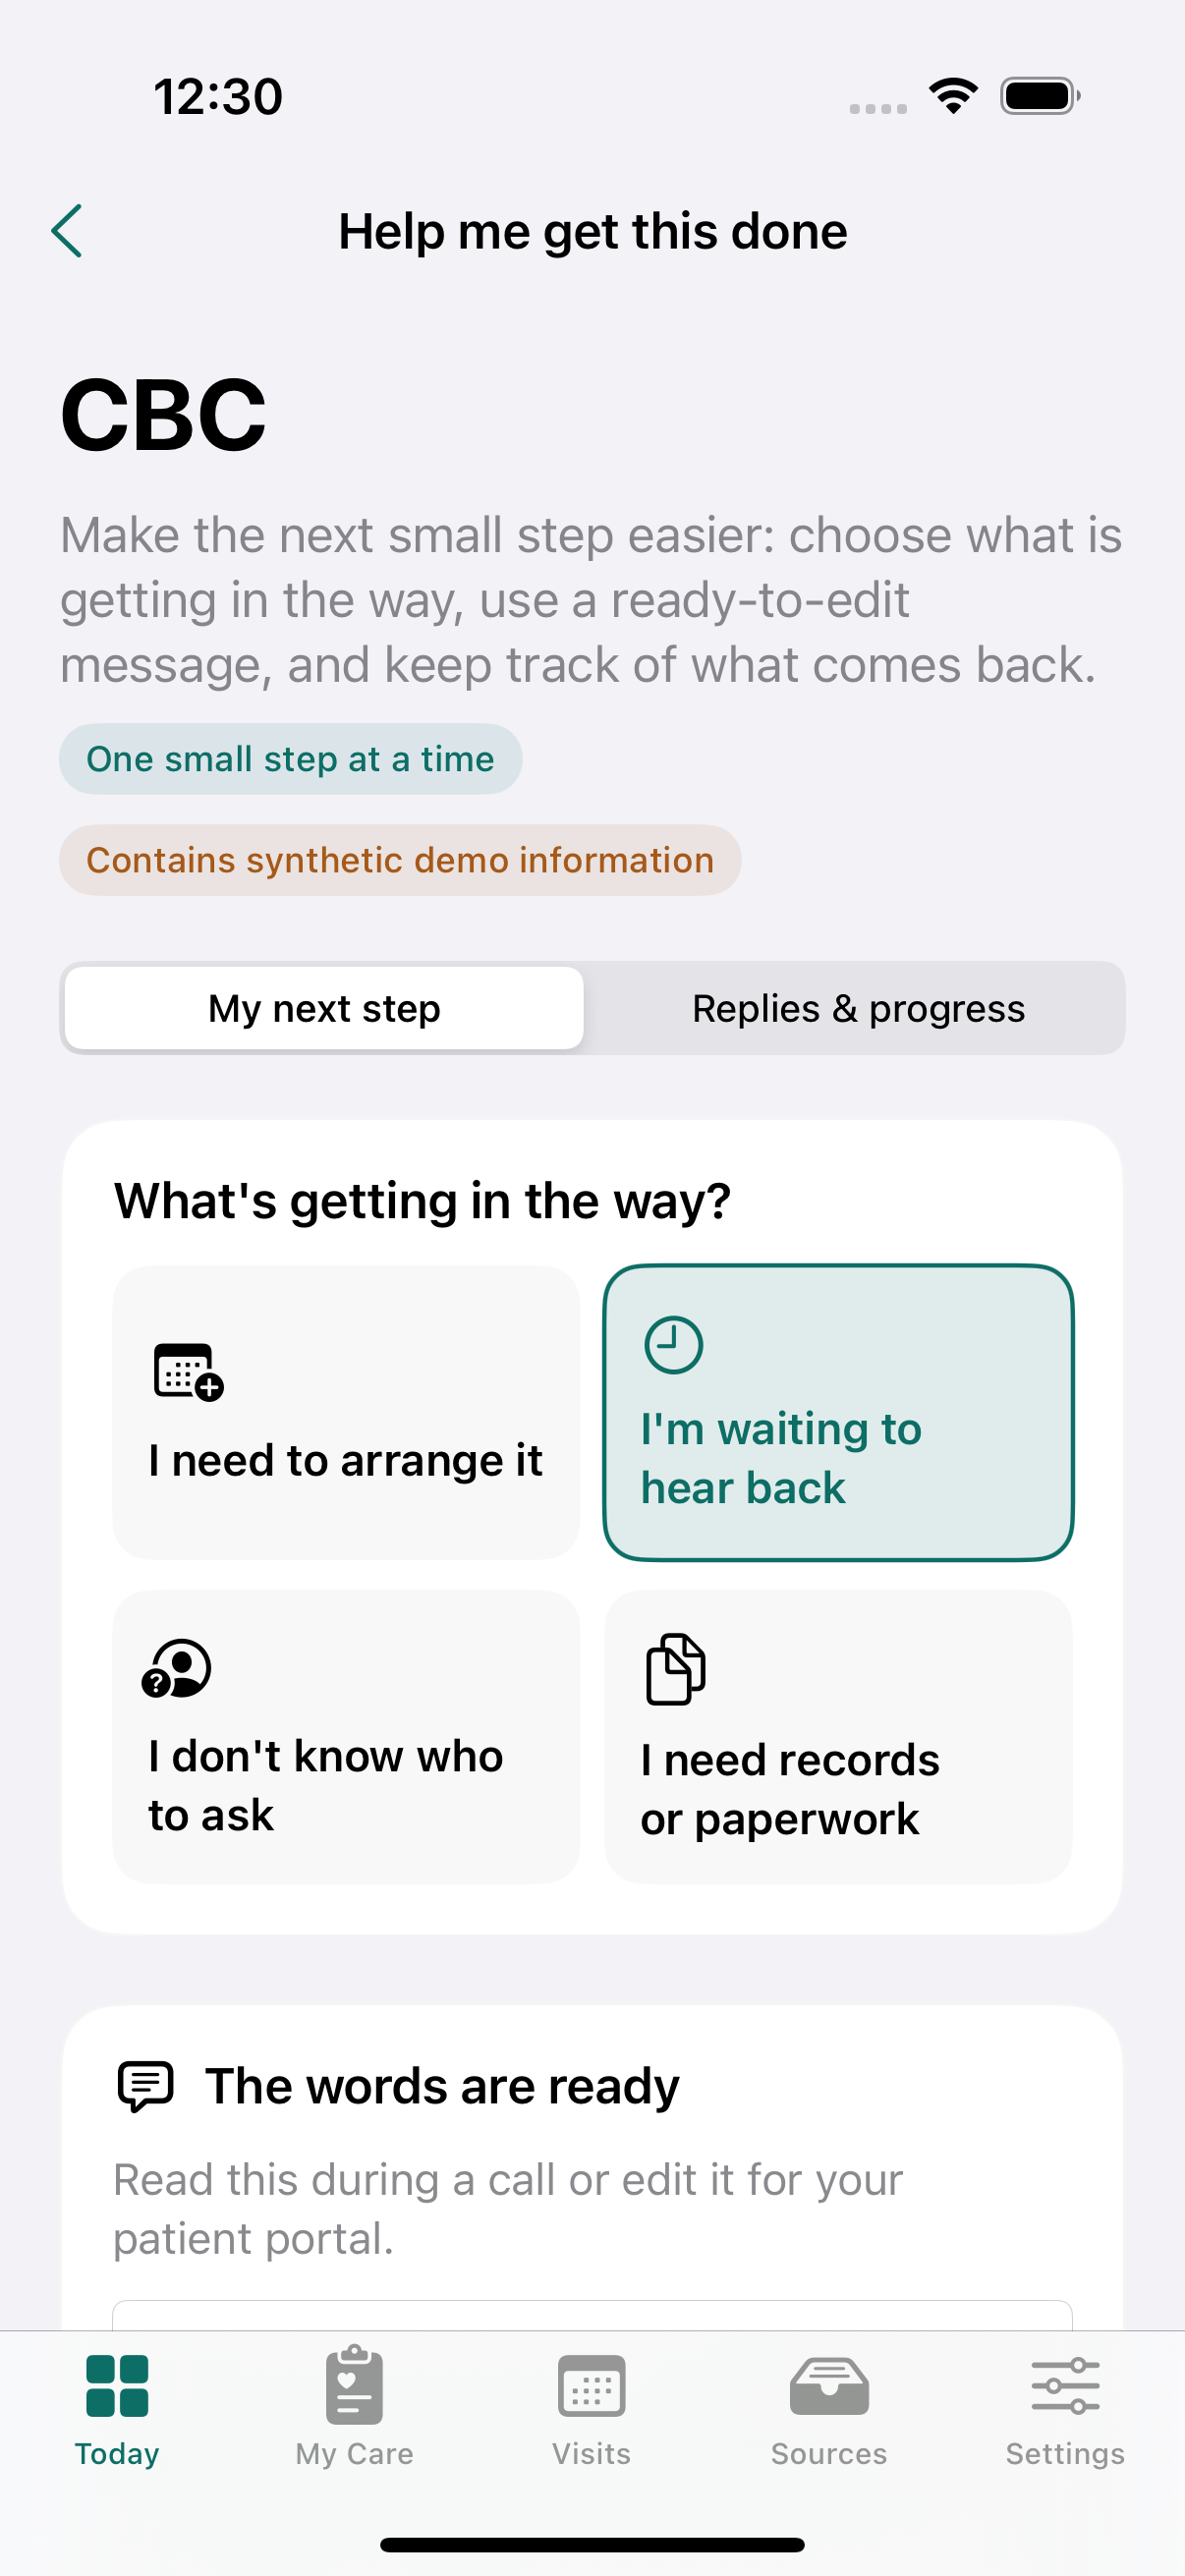 12:30
Help me get this done
CBC
Make the next small step easier: choose what is
getting in the way, use a ready-to-edit
message, and keep track of what comes back.
One small step at a time
Contains synthetic demo information
My next step
Replies & progress
What's getting in the way?
I need to arrange it
I'm waiting to
hear back
I don't know who
to ask
I need records
or paperwork
The words are ready
Read this during a call or edit it for your
patient portal.
Today
My Care
Visits
Sources
Settings